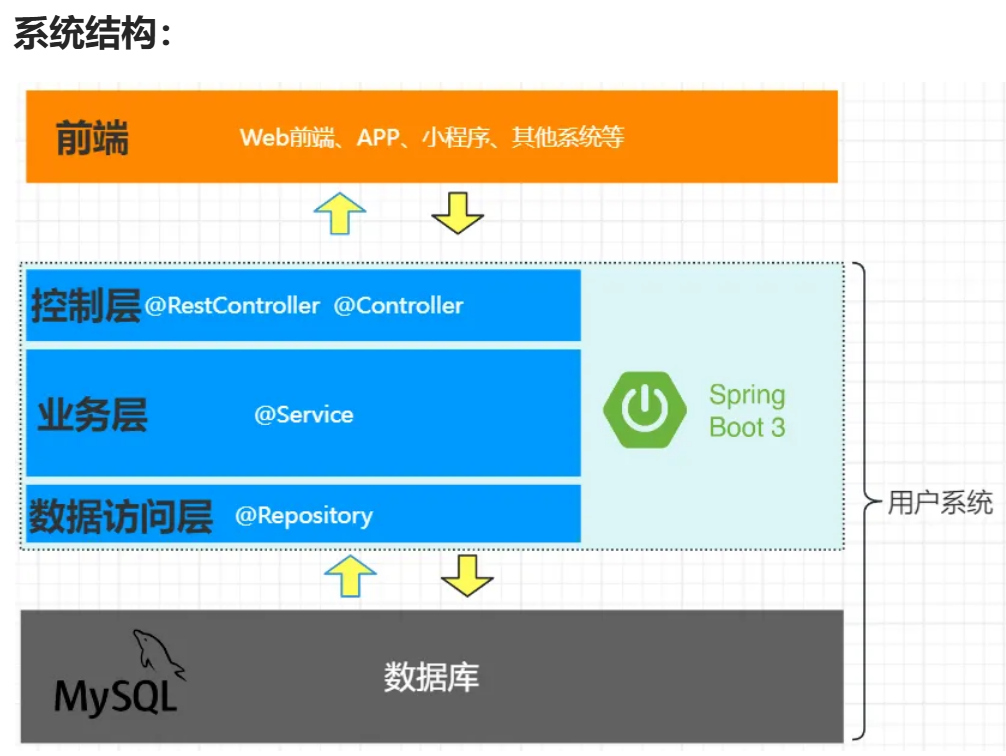 系统结构：
前端 Web前端、APP、小程序、其他系统等
控制层 @RestController @Controller
业务层 @Service
Spring
Boot 3
数据访问层 @Repository
用户系统
MySQL 数据库